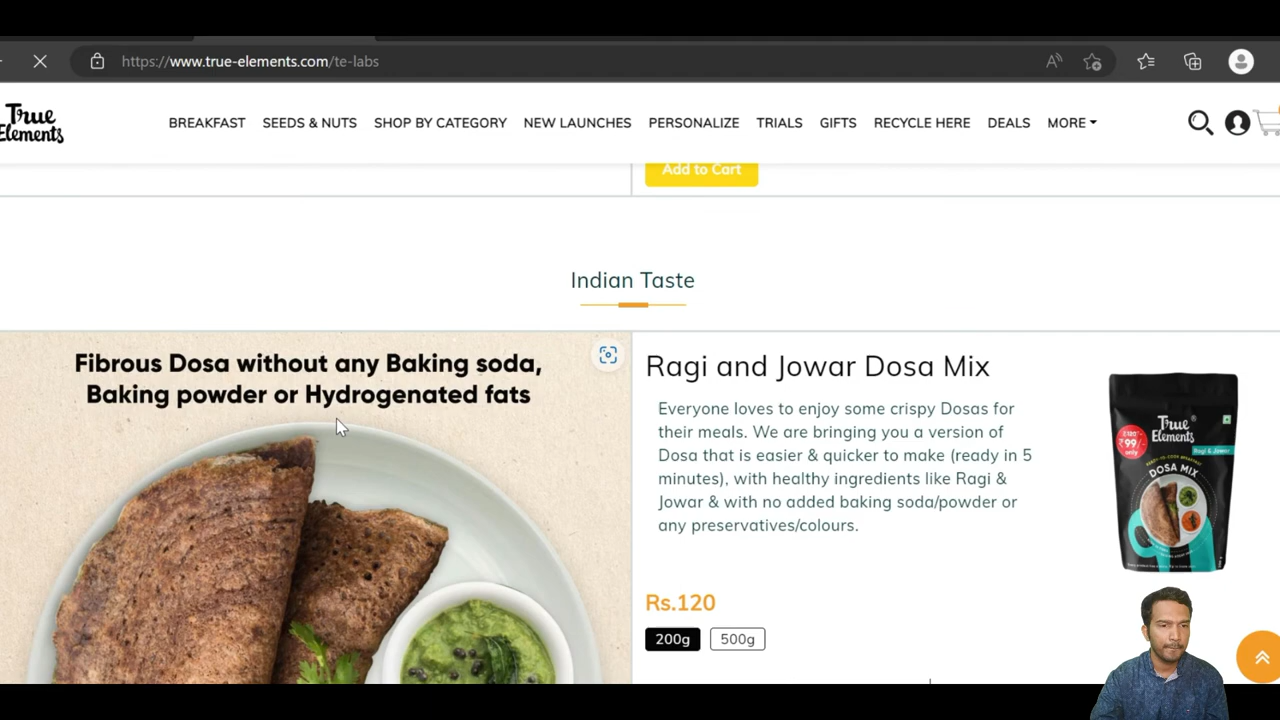 https://www.true-elements.com/te-labs
True
Elements
BREAKFAST SEEDS & NUTS SHOP BY CATEGORY NEW LAUNCHES PERSONALIZE TRIALS GIFTS RECYCLE HERE DEALS MORE
Add to Cart
Indian Taste
Fibrous Dosa without any Baking soda,
Baking powder or Hydrogenated fats
Ragi and Jowar Dosa Mix
Everyone loves to enjoy some crispy Dosas for
their meals. We are bringing you a version of
Dosa that is easier & quicker to make (ready in 5
minutes), with healthy ingredients like Ragi &
Jowar & with no added baking soda/powder or
any preservatives/colours.
Rs.120
200g 500g
True
Elements
99/-
only
Ragi & Jowar
DOSA MIX